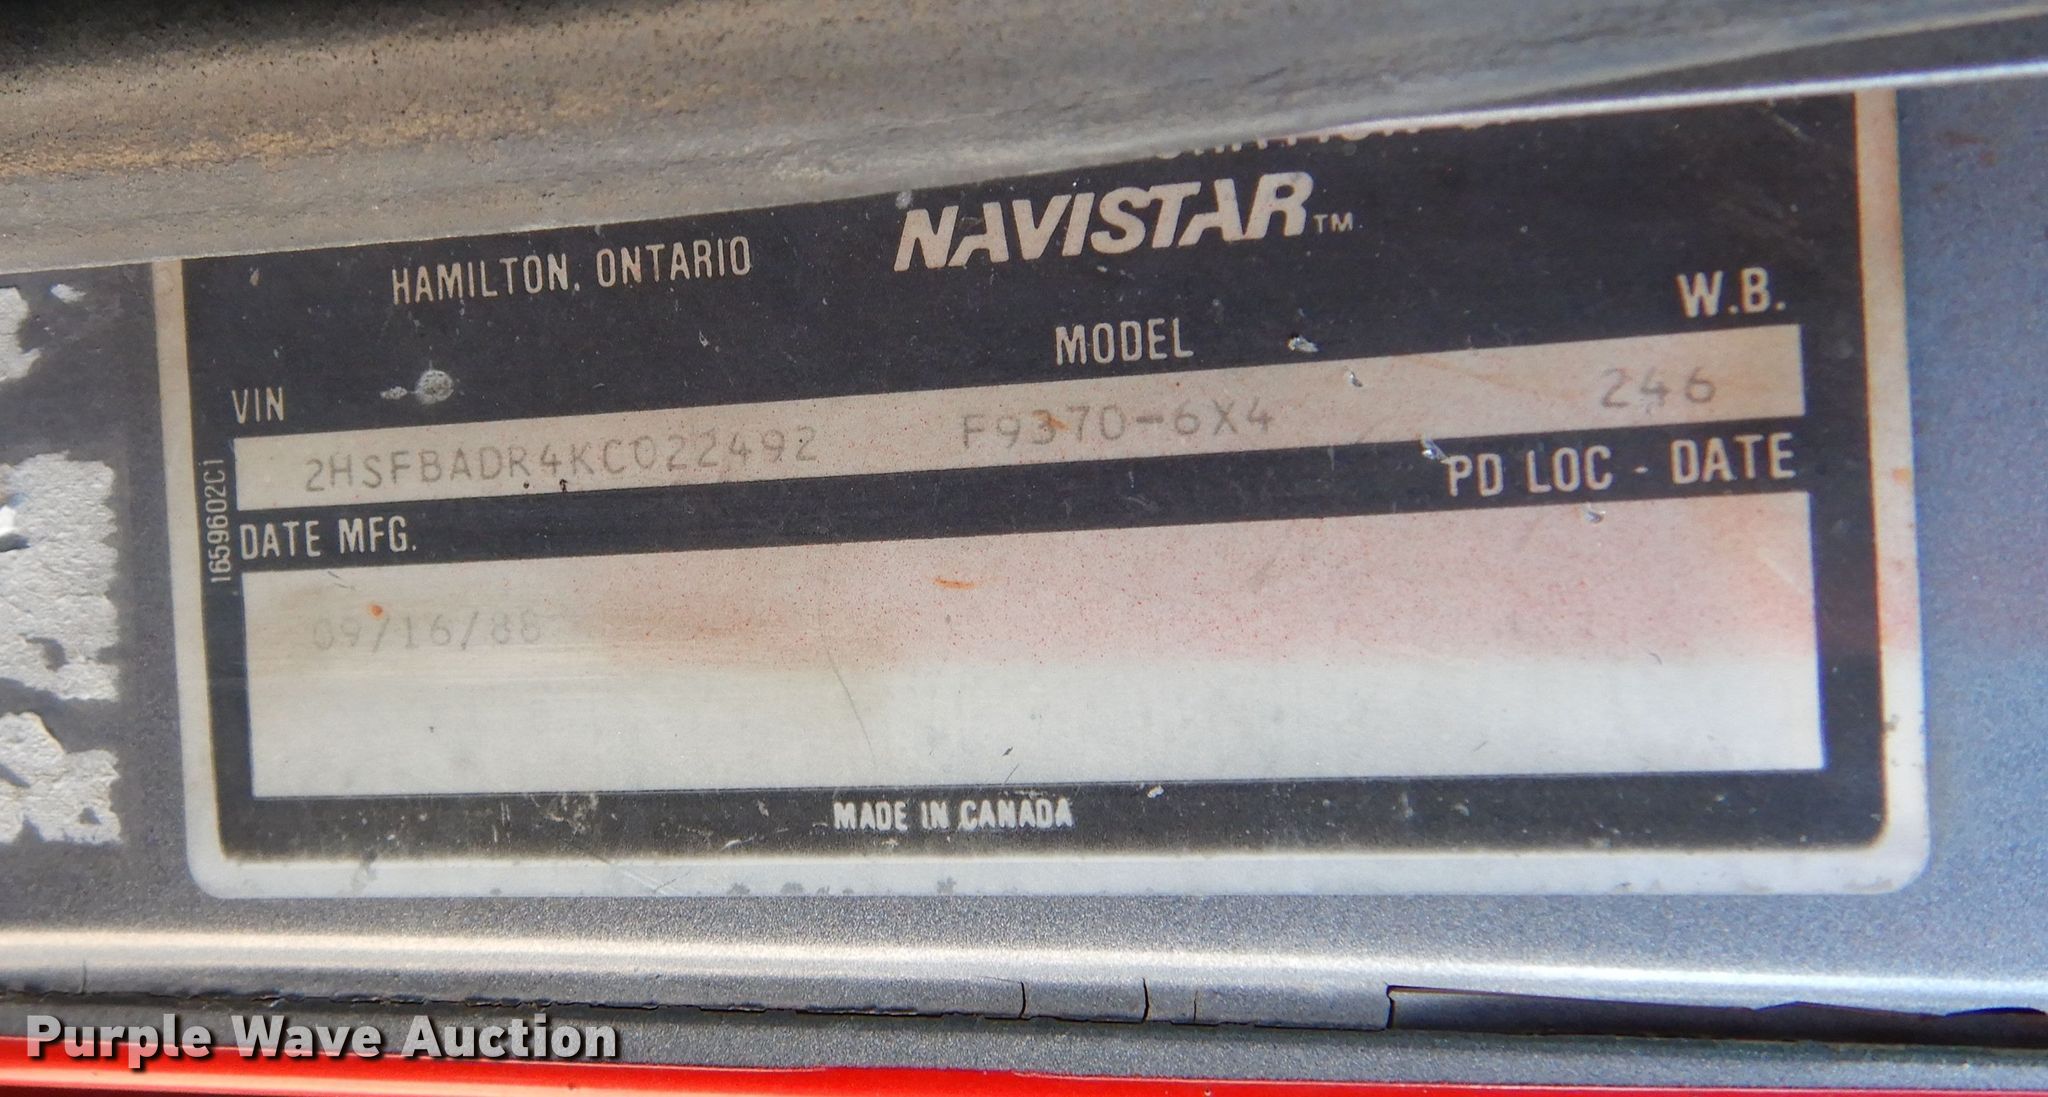 NAVISTAR™
HAMILTON, ONTARIO
VIN MODEL W.B.
2HSFBADR4KC022492 F9370-6X4 246
1659602C1
DATE MFG. PD LOC - DATE
09/16/88
MADE IN CANADA
Purple Wave Auction